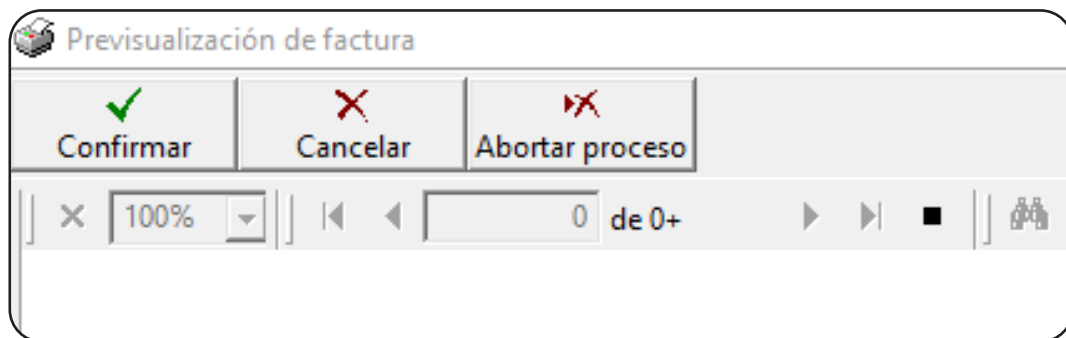 Previsualización de factura
Confirmar Cancelar Abortar proceso
100% 0 de 0+